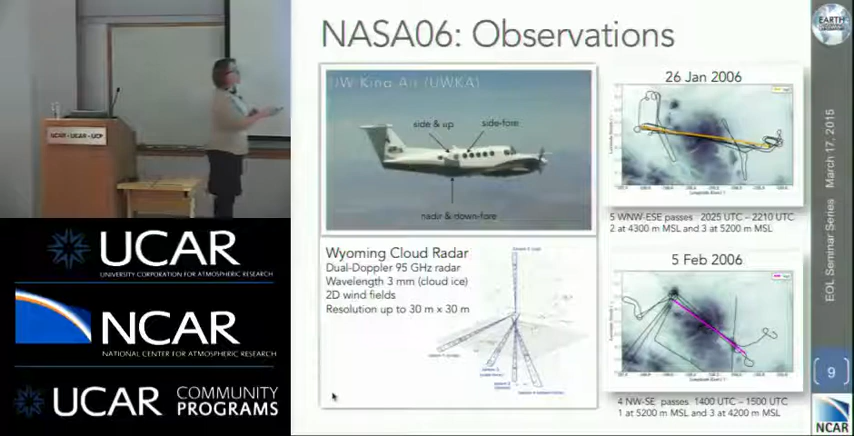 NASA06: Observations
EARTH
NCAR • UCAR • UCP
UW King Air (UWKA)
side & up
side-fore
nadir & down-fore
26 Jan 2006
5 WNW-ESE passes 2025 UTC – 2210 UTC
2 at 4300 m MSL and 3 at 5200 m MSL
Wyoming Cloud Radar
Dual-Doppler 95 GHz radar
Wavelength 3 mm (cloud ice)
2D wind fields
Resolution up to 30 m x 30 m
5 Feb 2006
4 NW-SE passes 1400 UTC – 1500 UTC
1 at 5200 m MSL and 3 at 4200 m MSL
EOL Seminar Series March 17, 2015
9
NCAR
UCAR
UNIVERSITY CORPORATION FOR ATMOSPHERIC RESEARCH
NCAR
NATIONAL CENTER FOR ATMOSPHERIC RESEARCH
UCAR COMMUNITY
PROGRAMS